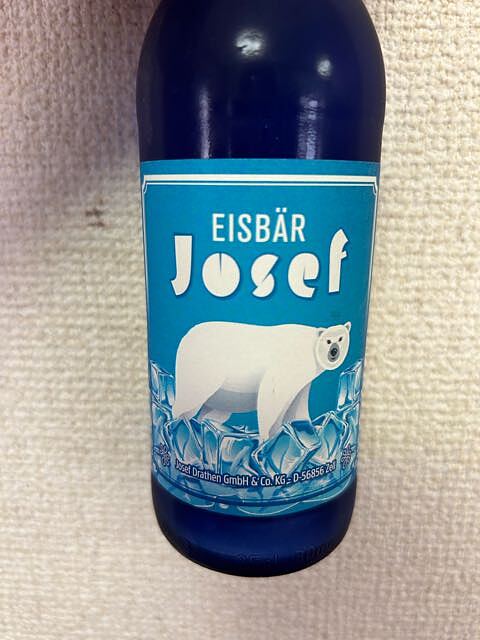 EISBÄR
Josef
Josef Drathen GmbH & Co. KG - D-56856 Zell